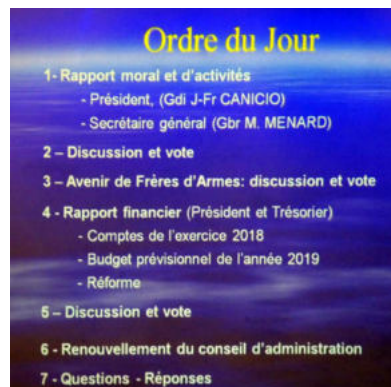 Ordre du Jour
1- Rapport moral et d'activités
- Président, (Gdi J-Fr CANICIO)
- Secrétaire général (Gbr M. MENARD)
2 – Discussion et vote
3 – Avenir de Frères d'Armes: discussion et vote
4 - Rapport financier (Président et Trésorier)
- Comptes de l'exercice 2018
- Budget prévisionnel de l'année 2019
- Réforme
5 – Discussion et vote
6 - Renouvellement du conseil d'administration
7 - Questions - Réponses